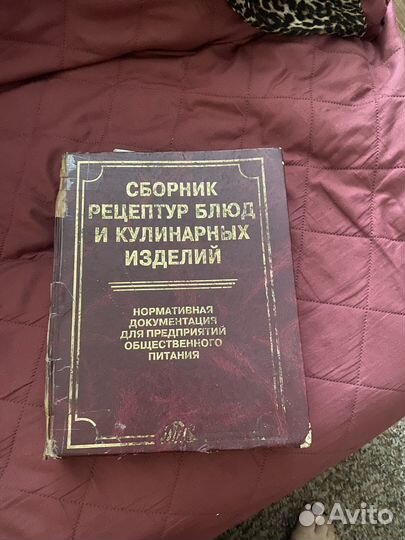 СБОРНИК
РЕЦЕПТУР БЛЮД
И КУЛИНАРНЫХ
ИЗДЕЛИЙ
НОРМАТИВНАЯ
ДОКУМЕНТАЦИЯ
ДЛЯ ПРЕДПРИЯТИЙ
ОБЩЕСТВЕННОГО
ПИТАНИЯ
Avito